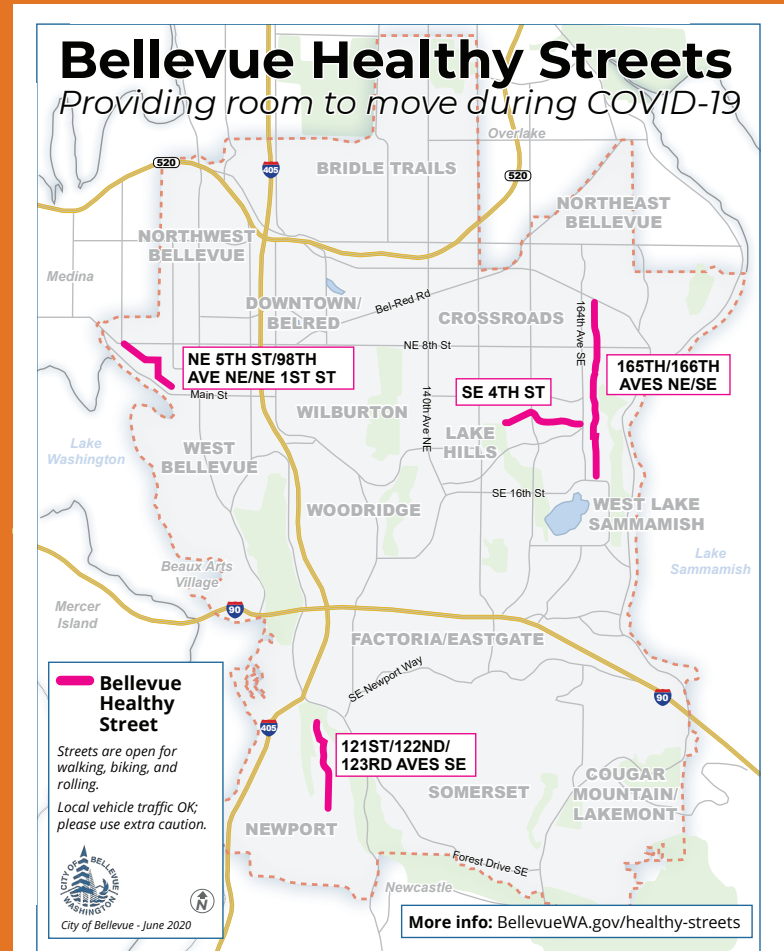 Bellevue Healthy Streets
Providing room to move during COVID-19
Overlake
520
405
BRIDLE TRAILS
520
NORTHEAST
BELLEVUE
NORTHWEST
BELLEVUE
Medina
DOWNTOWN/
BELRED
Bel-Red Rd
CROSSROADS
164th Ave SE
NE 8th St
NE 5TH ST/98TH
AVE NE/NE 1ST ST
165TH/166TH
AVES NE/SE
SE 4TH ST
Main St
140th Ave NE
WILBURTON
LAKE
HILLS
Lake
Washington
WEST
BELLEVUE
SE 16th St
WOODRIDGE
WEST LAKE
SAMMAMISH
Lake
Sammamish
Beaux Arts
Village
Mercer
Island
90
FACTORIA/EASTGATE
SE Newport Way
90
405
121ST/122ND/
123RD AVES SE
SOMERSET
COUGAR
MOUNTAIN/
LAKEMONT
NEWPORT
Forest Drive SE
Newcastle
Bellevue
Healthy
Street
Streets are open for
walking, biking, and
rolling.
Local vehicle traffic OK;
please use extra caution.
CITY OF BELLEVUE
WASHINGTON
N
City of Bellevue - June 2020
More info: BellevueWA.gov/healthy-streets